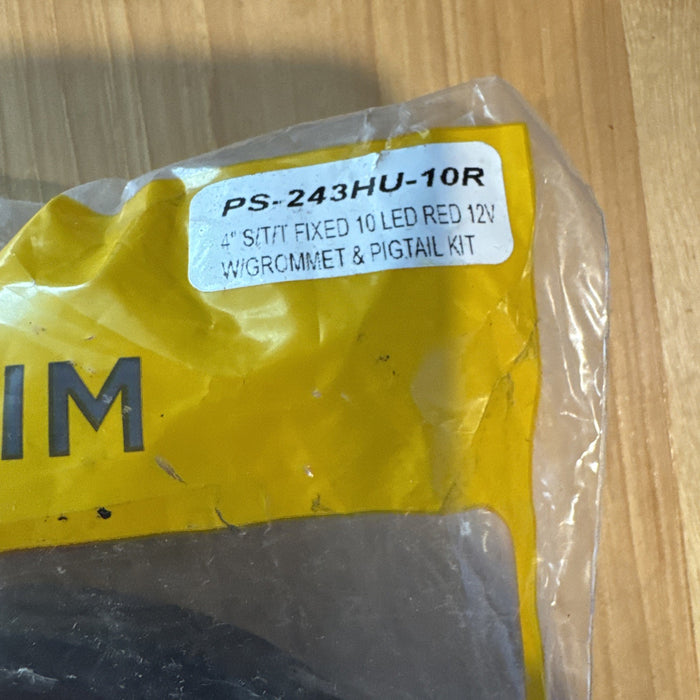 PS-243HU-10R
4" S/T/T FIXED 10 LED RED 12V
W/GROMMET & PIGTAIL KIT
IM